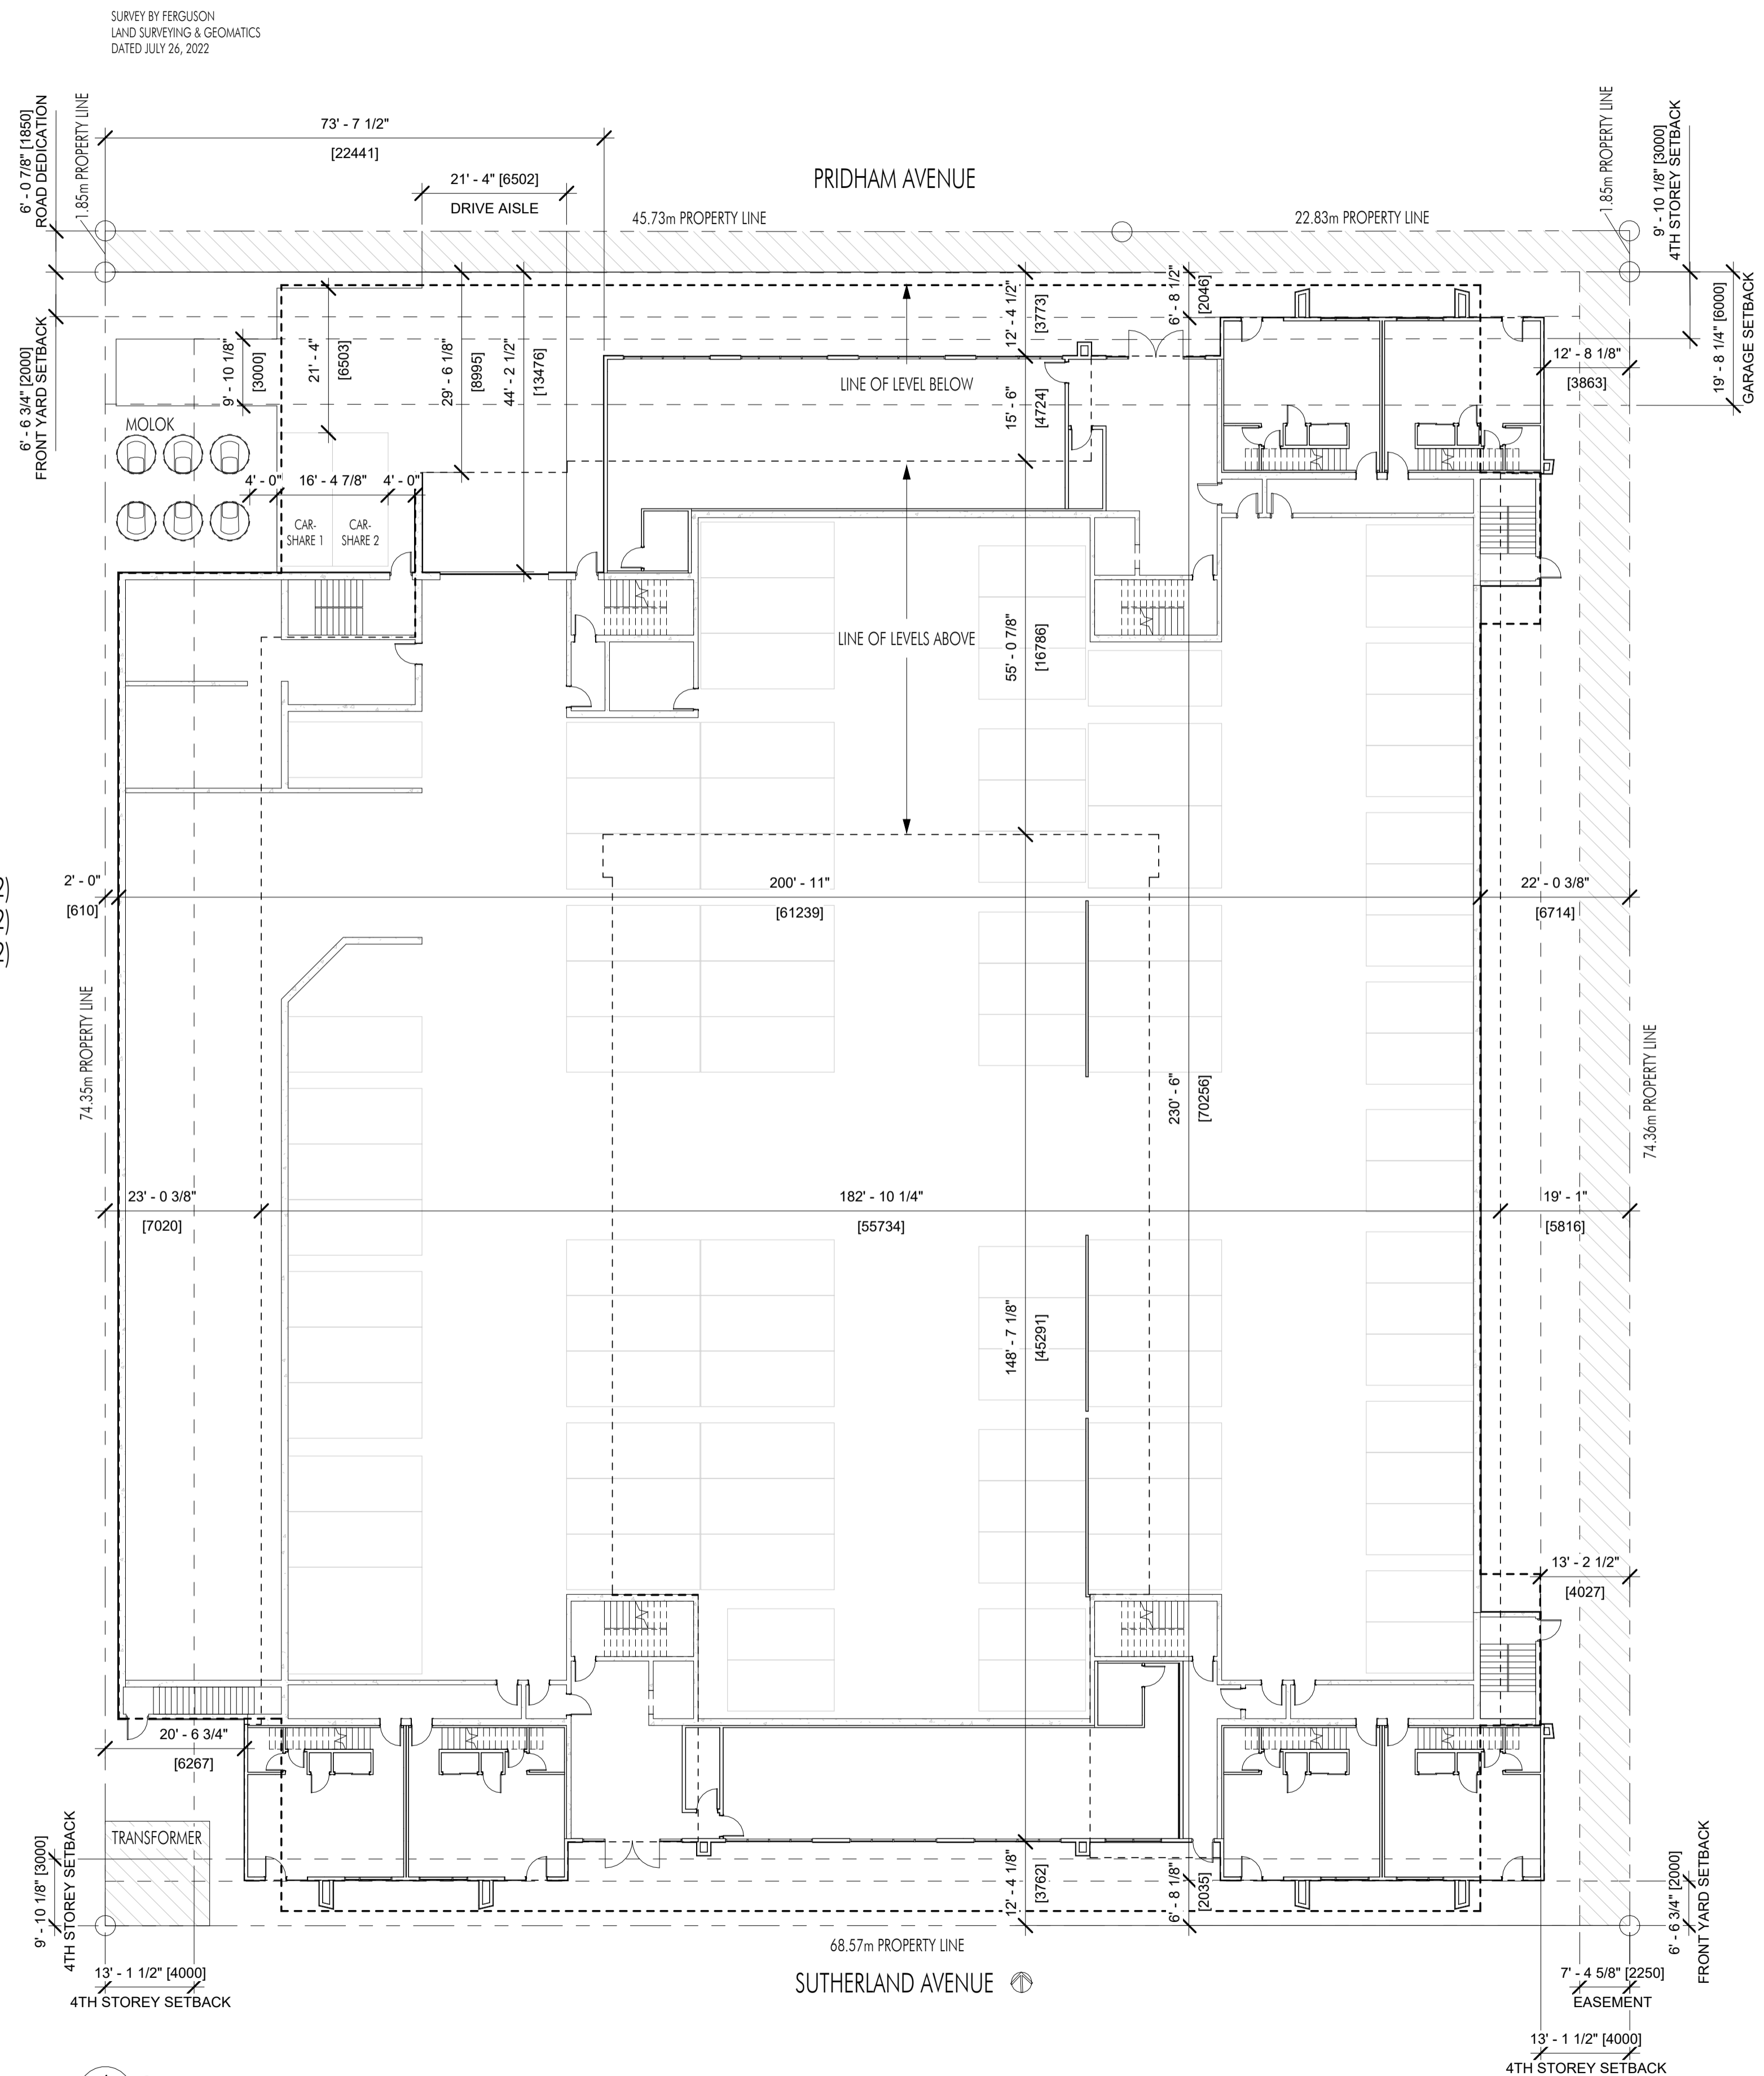 SURVEY BY FERGUSON
LAND SURVEYING & GEOMATICS
DATED JULY 26, 2022
6' - 0 7/8" [1850]
ROAD DEDICATION
1.85m PROPERTY LINE
73' - 7 1/2"
[22441]
21' - 4" [6502]
DRIVE AISLE
PRIDHAM AVENUE
45.73m PROPERTY LINE
22.83m PROPERTY LINE
1.85m PROPERTY LINE
9' - 10 1/8" [3000]
4TH STOREY SETBACK
19' - 8 1/4" [6000]
GARAGE SETBACK
6' - 6 3/4" [2000]
FRONT YARD SETBACK
9' - 10 1/8"
[3000]
21' - 4"
[6503]
29' - 6 1/8"
[8995]
44' - 2 1/2"
[13476]
12' - 4 1/2"
[3773]
6' - 8 1/2"
[2046]
LINE OF LEVEL BELOW
15' - 6"
[4724]
12' - 8 1/8"
[3863]
MOLOK
4' - 0"
16' - 4 7/8"
4' - 0"
CAR-
SHARE 1
CAR-
SHARE 2
LINE OF LEVELS ABOVE
55' - 0 7/8"
[16786]
2' - 0"
[610]
200' - 11"
[61239]
22' - 0 3/8"
[6714]
74.35m PROPERTY LINE
230' - 6"
[70256]
74.36m PROPERTY LINE
23' - 0 3/8"
[7020]
182' - 10 1/4"
[55734]
19' - 1"
[5816]
148' - 7 1/8"
[45291]
13' - 2 1/2"
[4027]
20' - 6 3/4"
[6267]
TRANSFORMER
9' - 10 1/8" [3000]
4TH STOREY SETBACK
12' - 4 1/8"
[3762]
6' - 8 1/8"
[2035]
6' - 6 3/4" [2000]
FRONT YARD SETBACK
68.57m PROPERTY LINE
SUTHERLAND AVENUE
13' - 1 1/2" [4000]
4TH STOREY SETBACK
7' - 4 5/8" [2250]
EASEMENT
13' - 1 1/2" [4000]
4TH STOREY SETBACK